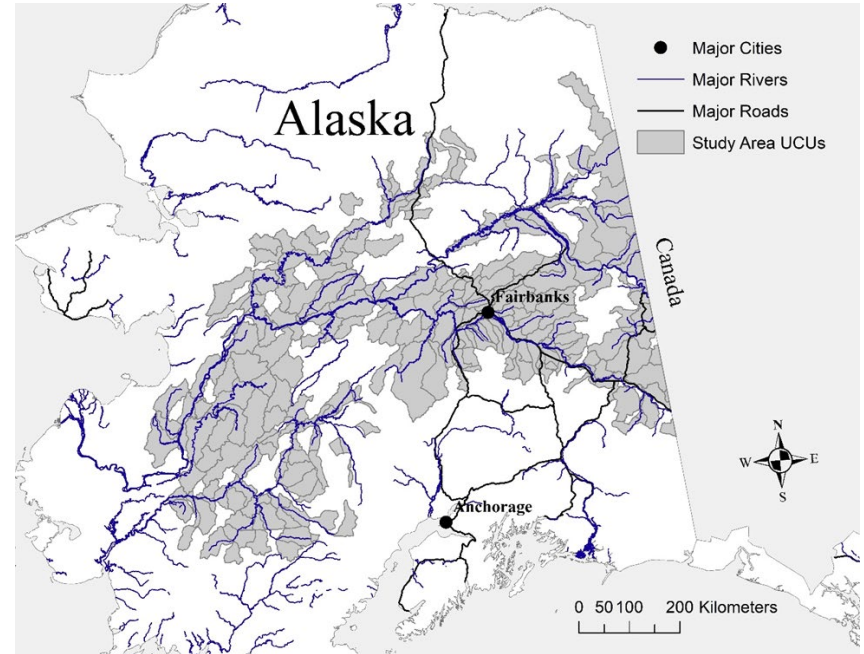 Alaska
Major Cities
Major Rivers
Major Roads
Study Area UCUs
Canada
Fairbanks
Anchorage
N
W
E
S
0 50 100 200 Kilometers